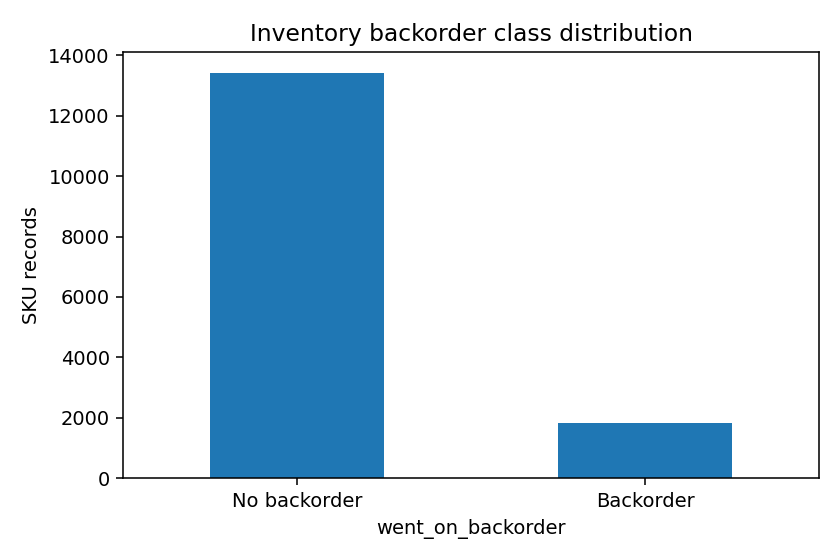 Inventory backorder class distribution
14000
12000
10000
8000
6000
4000
2000
0
SKU records
No backorder
Backorder
went_on_backorder